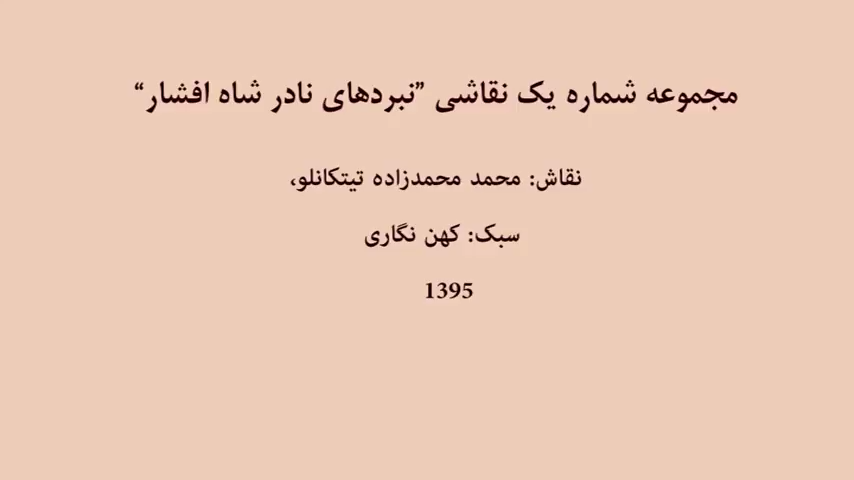 مجموعه شماره یک نقاشی ”نبردهای نادر شاه افشار“
نقاش: محمد محمدزاده تیتکانلو،
سبک: کهن نگاری
1395